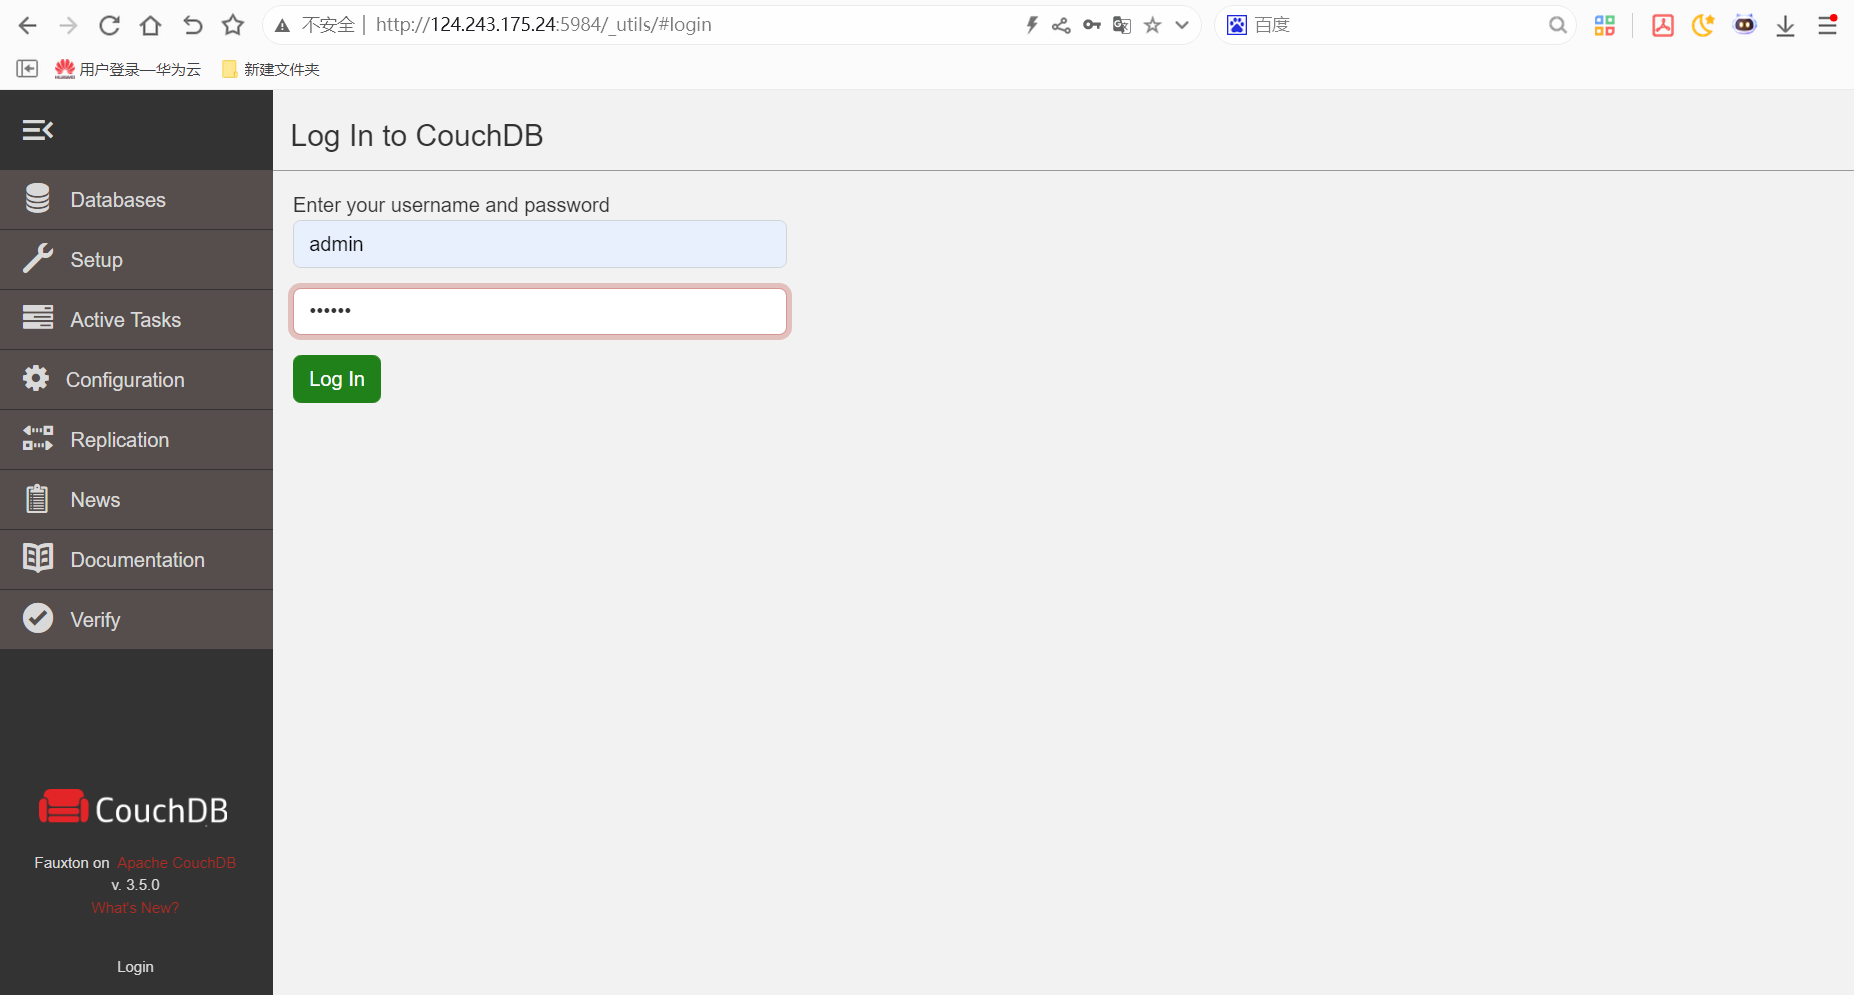 不安全 | http://124.243.175.24:5984/_utils/#login
百度
用户登录—华为云
新建文件夹
Log In to CouchDB
Databases
Setup
Active Tasks
Configuration
Replication
News
Documentation
Verify
Enter your username and password
admin
••••••
Log In
CouchDB
Fauxton on Apache CouchDB
v. 3.5.0
What's New?
Login